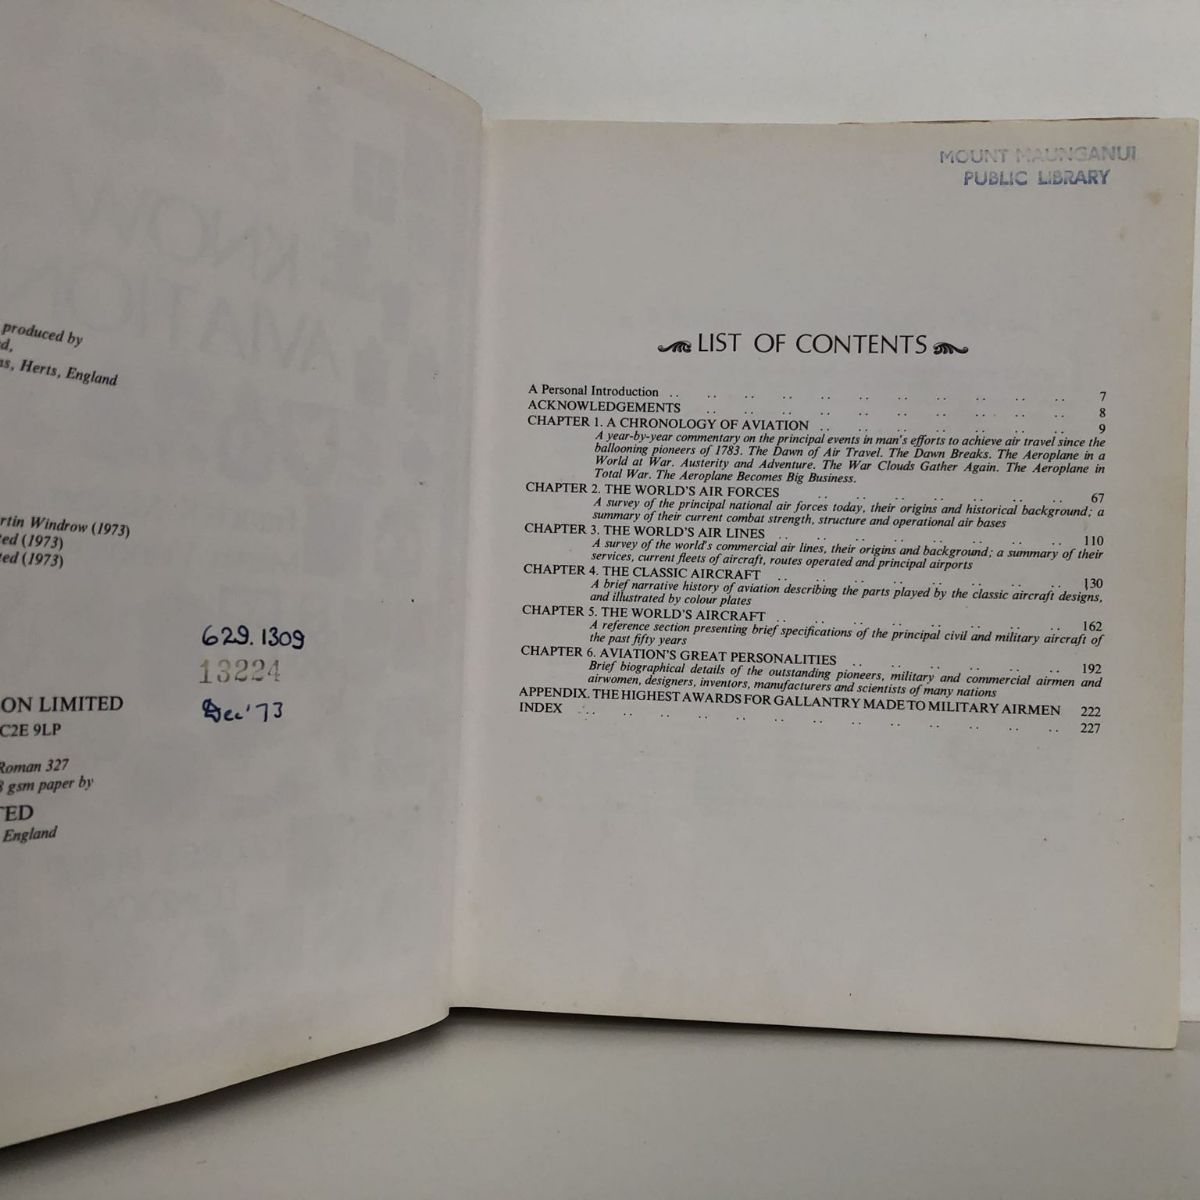 produced by
d,
ns, Herts, England
rtin Windrow (1973)
ted (1973)
ted (1973)
629.1309
13224
Dec '73
ON LIMITED
C2E 9LP
Roman 327
8 gsm paper by
TED
England
MOUNT MAUNGANUI
PUBLIC LIBRARY
LIST OF CONTENTS
A Personal Introduction .. .. .. .. .. .. .. .. .. .. 7
ACKNOWLEDGEMENTS .. .. .. .. .. .. .. .. .. 8
CHAPTER 1. A CHRONOLOGY OF AVIATION .. .. .. .. .. .. 9
A year-by-year commentary on the principal events in man's efforts to achieve air travel since the
ballooning pioneers of 1783. The Dawn of Air Travel. The Dawn Breaks. The Aeroplane in a
World at War. Austerity and Adventure. The War Clouds Gather Again. The Aeroplane in
Total War. The Aeroplane Becomes Big Business.
CHAPTER 2. THE WORLD'S AIR FORCES .. .. .. .. .. .. .. 67
A survey of the principal national air forces today, their origins and historical background; a
summary of their current combat strength, structure and operational air bases
CHAPTER 3. THE WORLD'S AIR LINES .. .. .. .. .. .. .. 110
A survey of the world's commercial air lines, their origins and background; a summary of their
services, current fleets of aircraft, routes operated and principal airports
CHAPTER 4. THE CLASSIC AIRCRAFT .. .. .. .. .. .. .. 130
A brief narrative history of aviation describing the parts played by the classic aircraft designs,
and illustrated by colour plates
CHAPTER 5. THE WORLD'S AIRCRAFT .. .. .. .. .. .. .. 162
A reference section presenting brief specifications of the principal civil and military aircraft of
the past fifty years
CHAPTER 6. AVIATION'S GREAT PERSONALITIES .. .. .. .. .. 192
Brief biographical details of the outstanding pioneers, military and commercial airmen and
airwomen, designers, inventors, manufacturers and scientists of many nations
APPENDIX. THE HIGHEST AWARDS FOR GALLANTRY MADE TO MILITARY AIRMEN 222
INDEX .. .. .. .. .. .. .. .. .. .. .. .. 227